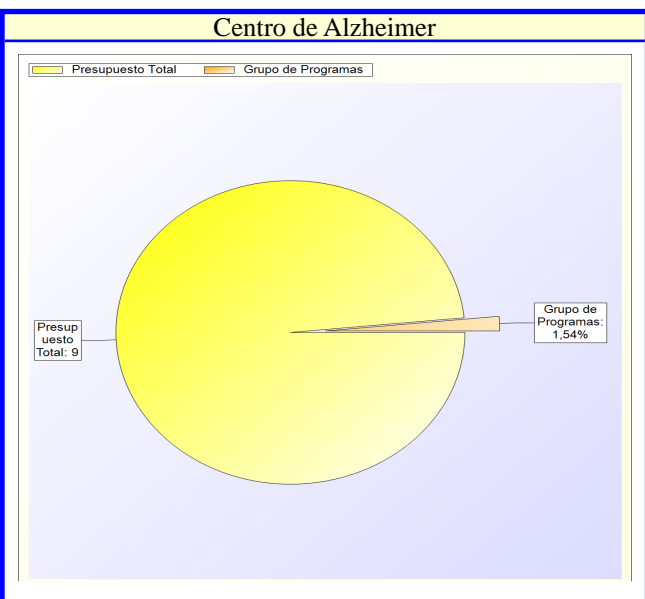 Centro de Alzheimer
Presupuesto Total Grupo de Programas
Grupo de
Programas:
1,54%
Presup
uesto
Total: 9